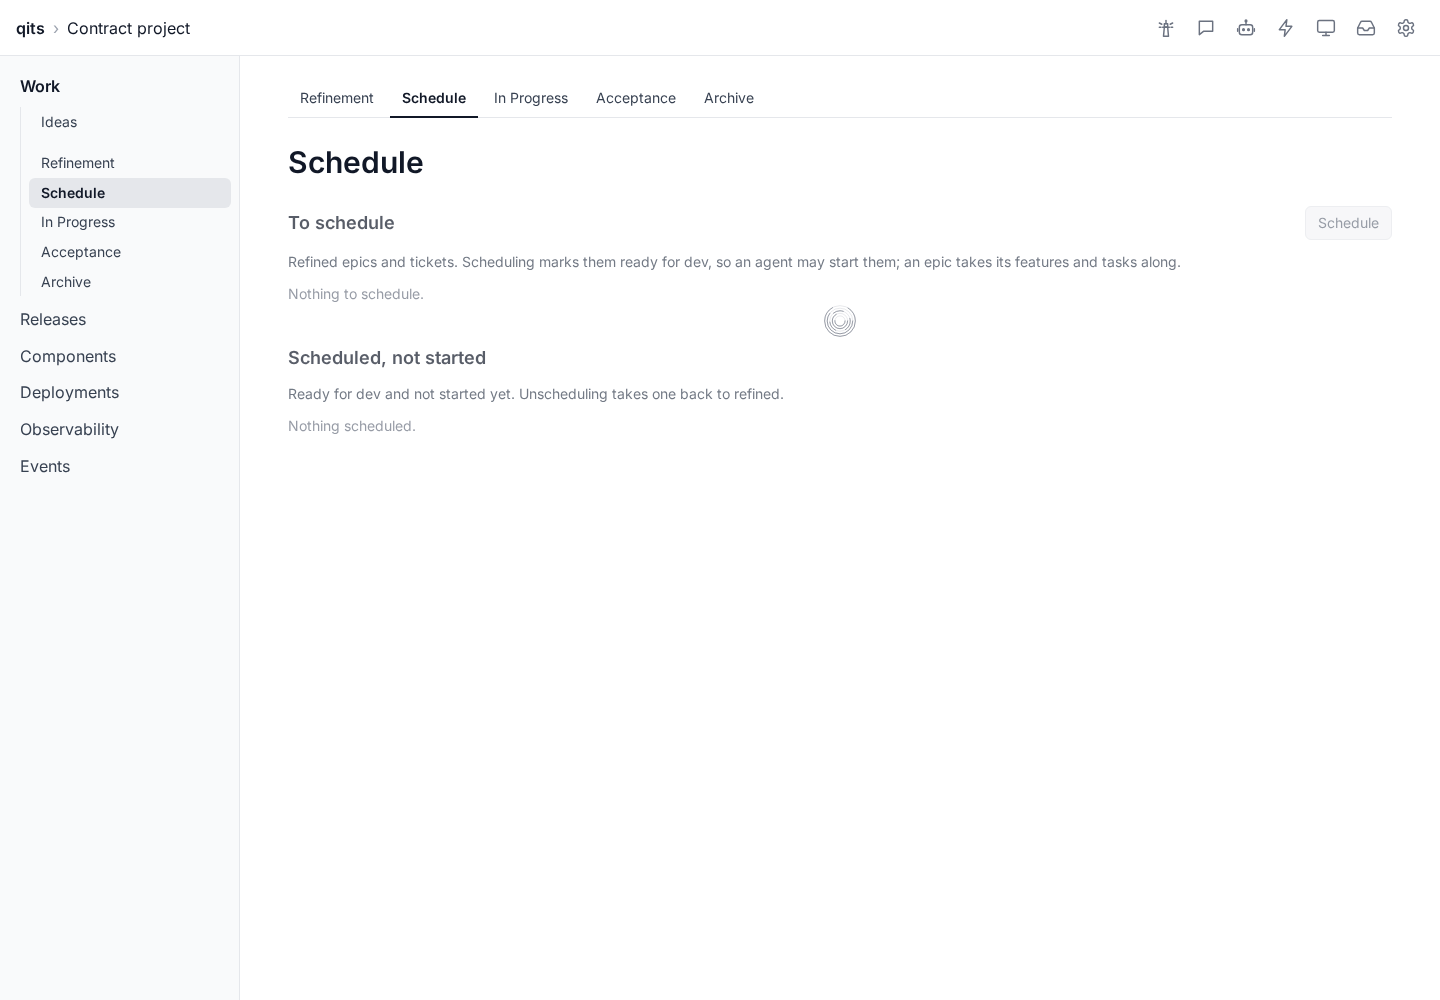 qits › Contract project
Work
Ideas
Refinement
Schedule
In Progress
Acceptance
Archive
Releases
Components
Deployments
Observability
Events
Refinement Schedule In Progress Acceptance Archive
Schedule
To schedule
Schedule
Refined epics and tickets. Scheduling marks them ready for dev, so an agent may start them; an epic takes its features and tasks along.
Nothing to schedule.
Scheduled, not started
Ready for dev and not started yet. Unscheduling takes one back to refined.
Nothing scheduled.